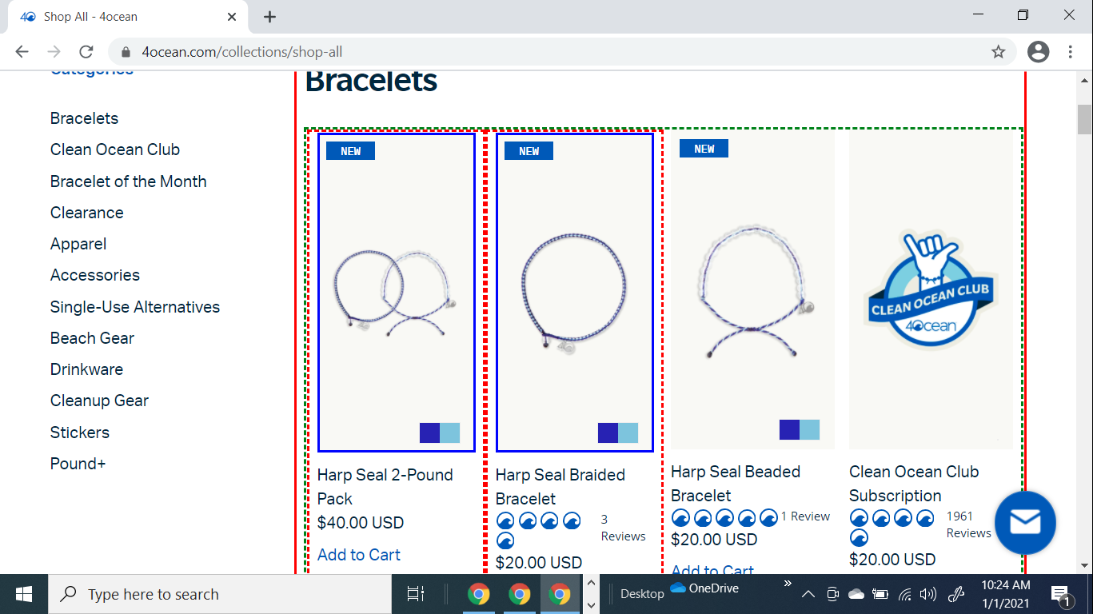 Shop All - 4ocean
4ocean.com/collections/shop-all
Categories
Bracelets
Clean Ocean Club
Bracelet of the Month
Clearance
Apparel
Accessories
Single-Use Alternatives
Beach Gear
Drinkware
Cleanup Gear
Stickers
Pound+
Bracelets
NEW
Harp Seal 2-Pound
Pack
$40.00 USD
Add to Cart
NEW
Harp Seal Braided
Bracelet
3
Reviews
$20.00 USD
NEW
Harp Seal Beaded
Bracelet
1 Review
$20.00 USD
Add to Cart
CLEAN OCEAN CLUB
4ocean
Clean Ocean Club
Subscription
1961
Reviews
$20.00 USD
Type here to search
Desktop
OneDrive
10:24 AM
1/1/2021
1